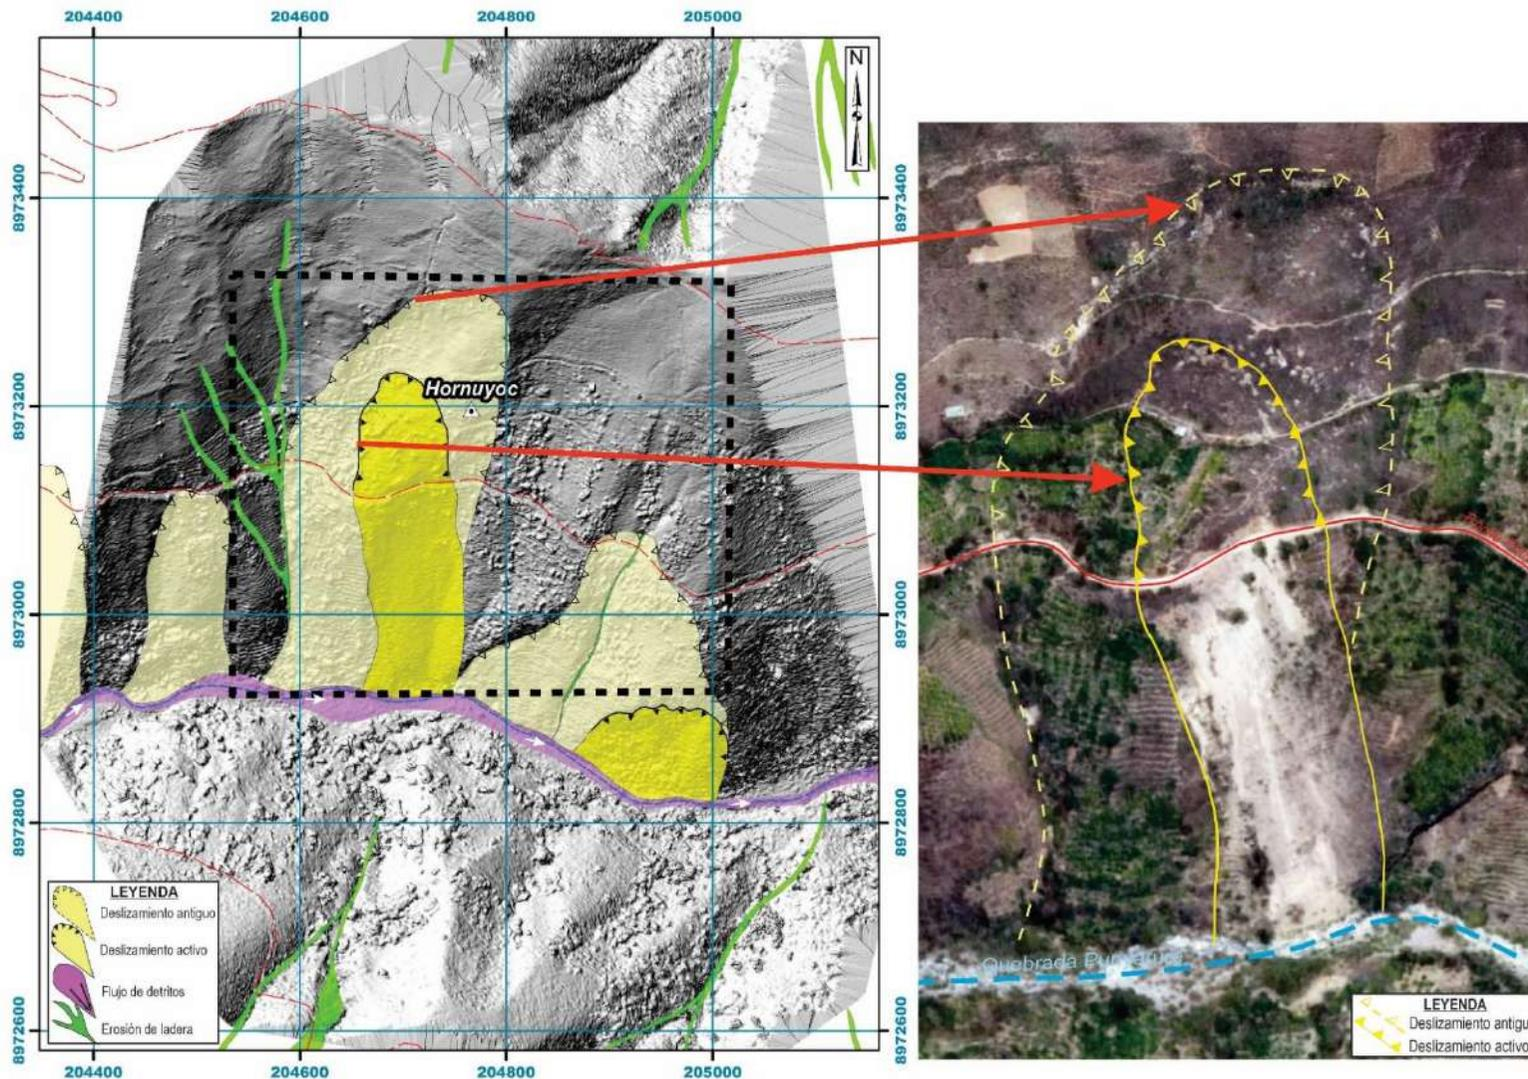 204400 204600 204800 205000
N
8973400 8973400
8973200 8973200
Hornuyoc
8973000 8973000
8972800 8972800
8972600 8972600
LEYENDA
Deslizamiento antiguo
Deslizamiento activo
Flujo de detritos
Erosión de ladera
204400 204600 204800 205000
Quebrada
LEYENDA
Deslizamiento antigu
Deslizamiento activo